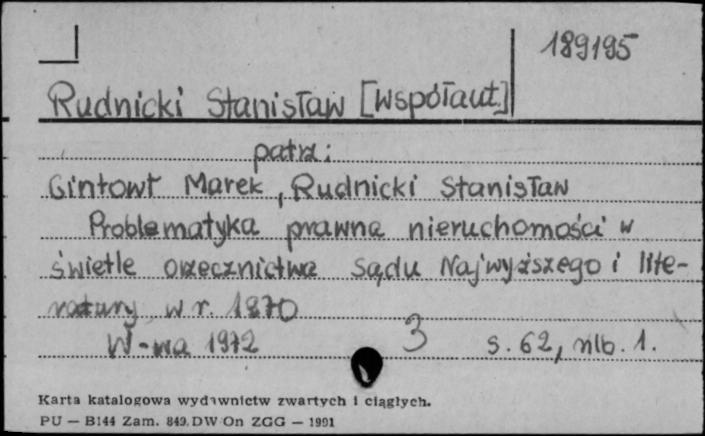 189195
Rudnicki Stanisław [współaut.]
patrz:
Gintowt Marek, Rudnicki Stanisław
Problematyka prawna nieruchomości w
świetle orzecznictwa Sądu Najwyższego i lite-
ratury w r. 1970
W-wa 1972 3 s. 62, nlb. 1.
Karta katalogowa wydawnictw zwartych i ciągłych.
PU — B144 Zam. 849. DW On ZGG — 1991